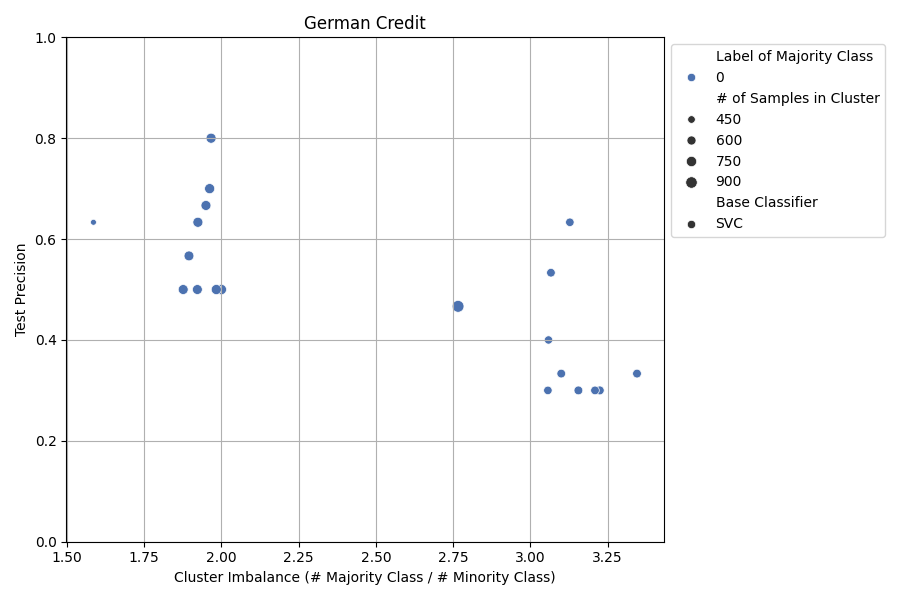 German Credit
1.0
0.8
0.6
0.4
0.2
0.0
Test Precision
1.50 1.75 2.00 2.25 2.50 2.75 3.00 3.25
Cluster Imbalance (# Majority Class / # Minority Class)
Label of Majority Class
0
# of Samples in Cluster
450
600
750
900
Base Classifier
SVC